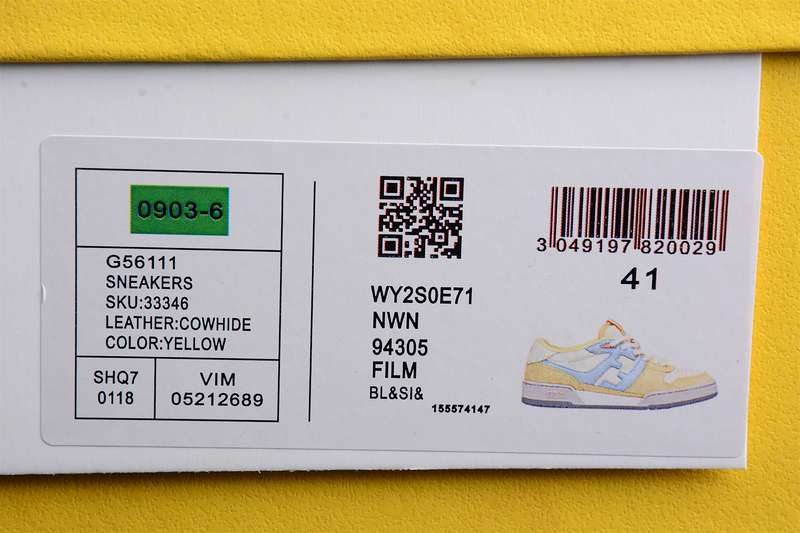 0903-6
G56111
SNEAKERS
SKU:33346
LEATHER:COWHIDE
COLOR:YELLOW
SHQ7
0118
VIM
05212689
WY2S0E71
NWN
94305
FILM
BL&SI&
155574147
3 049197 820029
41